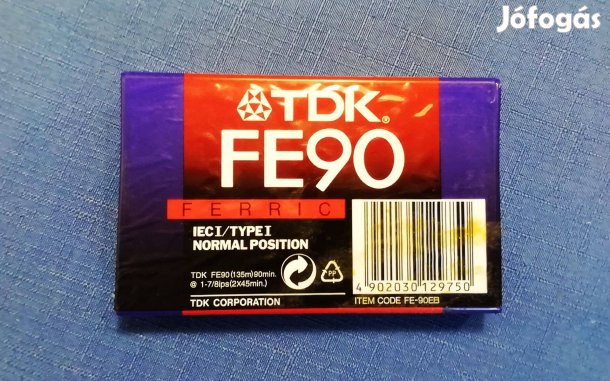 Jófogás
TDK®
FE90
FERRIC
IEC I / TYPE I
NORMAL POSITION
TDK FE90 (135m) 90min.
@ 1-7/8ips (2X45min.)
PP
TDK CORPORATION
4 902030 129750
ITEM CODE FE-90EB